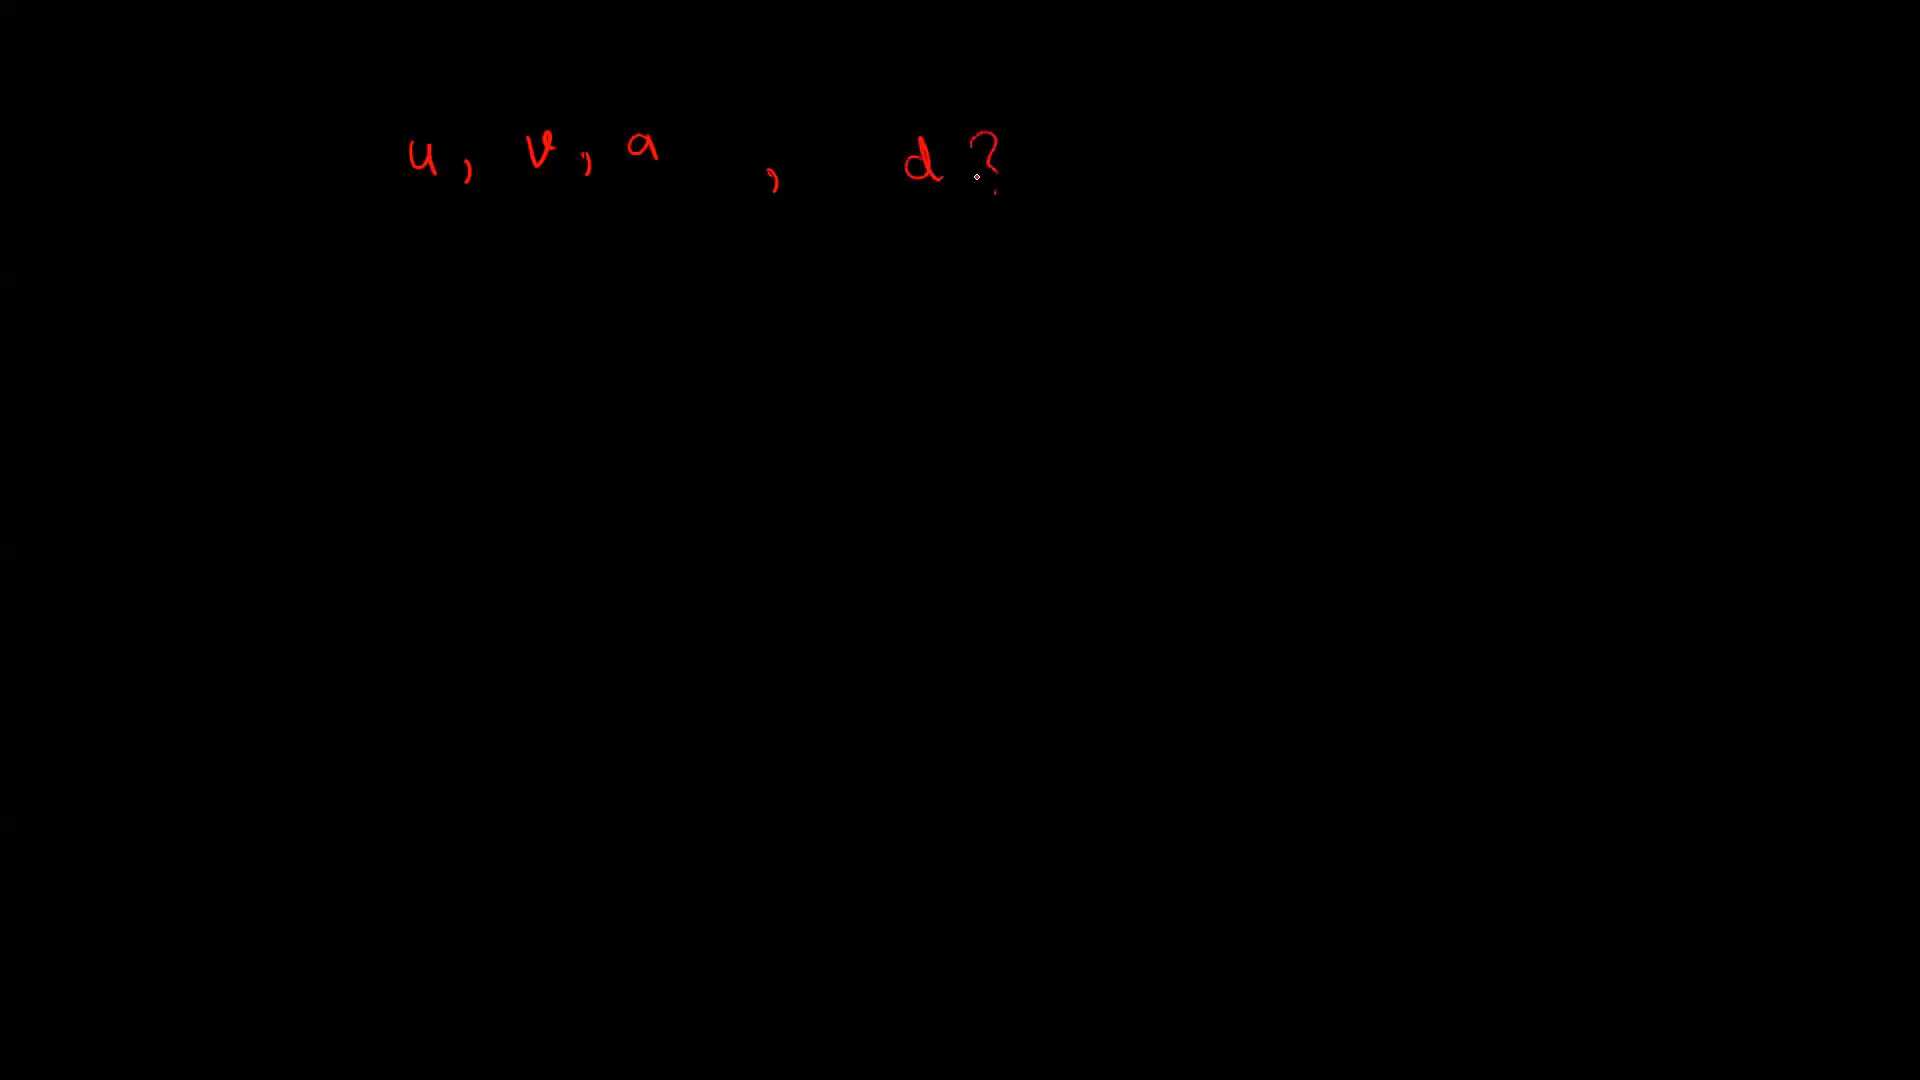 u, v, a , d?